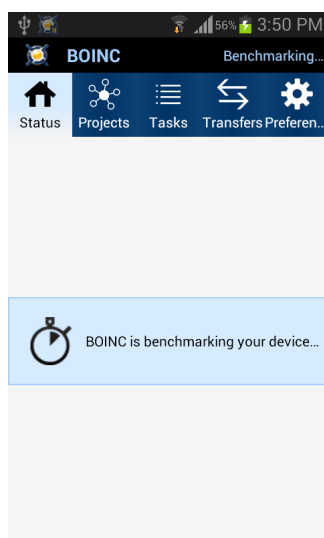 56% 3:50 PM
BOINC Benchmarking...
Status Projects Tasks Transfers Preferen..
BOINC is benchmarking your device...